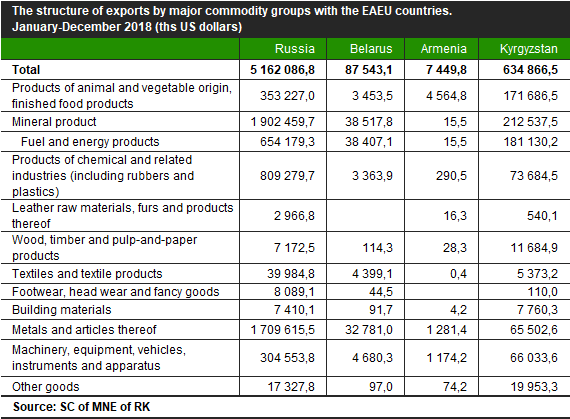 The structure of exports by major commodity groups with the EAEU countries.
January-December 2018 (ths US dollars)
Russia Belarus Armenia Kyrgyzstan
Total 5 162 086,8 87 543,1 7 449,8 634 866,5
Products of animal and vegetable origin,
finished food products 353 227,0 3 453,5 4 564,8 171 686,5
Mineral product 1 902 459,7 38 517,8 15,5 212 537,5
Fuel and energy products 654 179,3 38 407,1 15,5 181 130,2
Products of chemical and related
industries (including rubbers and 809 279,7 3 363,9 290,5 73 684,5
plastics)
Leather raw materials, furs and products
thereof 2 966,8 16,3 540,1
Wood, timber and pulp-and-paper
products 7 172,5 114,3 28,3 11 684,9
Textiles and textile products 39 984,8 4 399,1 0,4 5 373,2
Footwear, head wear and fancy goods 8 089,1 44,5 110,0
Building materials 7 410,1 91,7 4,2 7 760,3
Metals and articles thereof 1 709 615,5 32 781,0 1 281,4 65 502,6
Machinery, equipment, vehicles,
instruments and apparatus 304 553,8 4 680,3 1 174,2 66 033,6
Other goods 17 327,8 97,0 74,2 19 953,3
Source: SC of MNE of RK